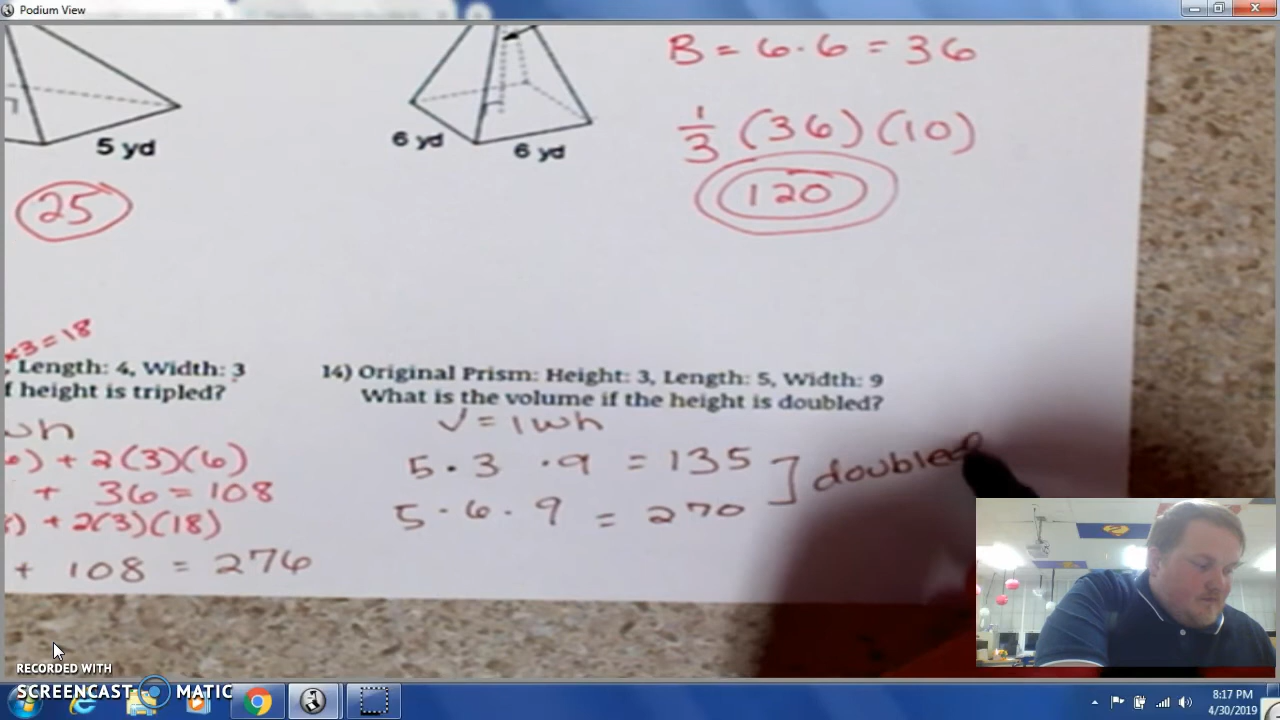 Podium View
B = 6 · 6 = 36
1/3 (36)(10)
120
5 yd
6 yd
6 yd
25
x3=18
, Length: 4, Width: 3
f height is tripled?
wh
) + 2(3)(6)
+ 36 = 108
) + 2(3)(18)
+ 108 = 276
14) Original Prism: Height: 3, Length: 5, Width: 9
What is the volume if the height is doubled?
V = lwh
5 · 3 · 9 = 135
5 · 6 · 9 = 270
] doubled
RECORDED WITH
SCREENCAST MATIC
8:17 PM
4/30/2019